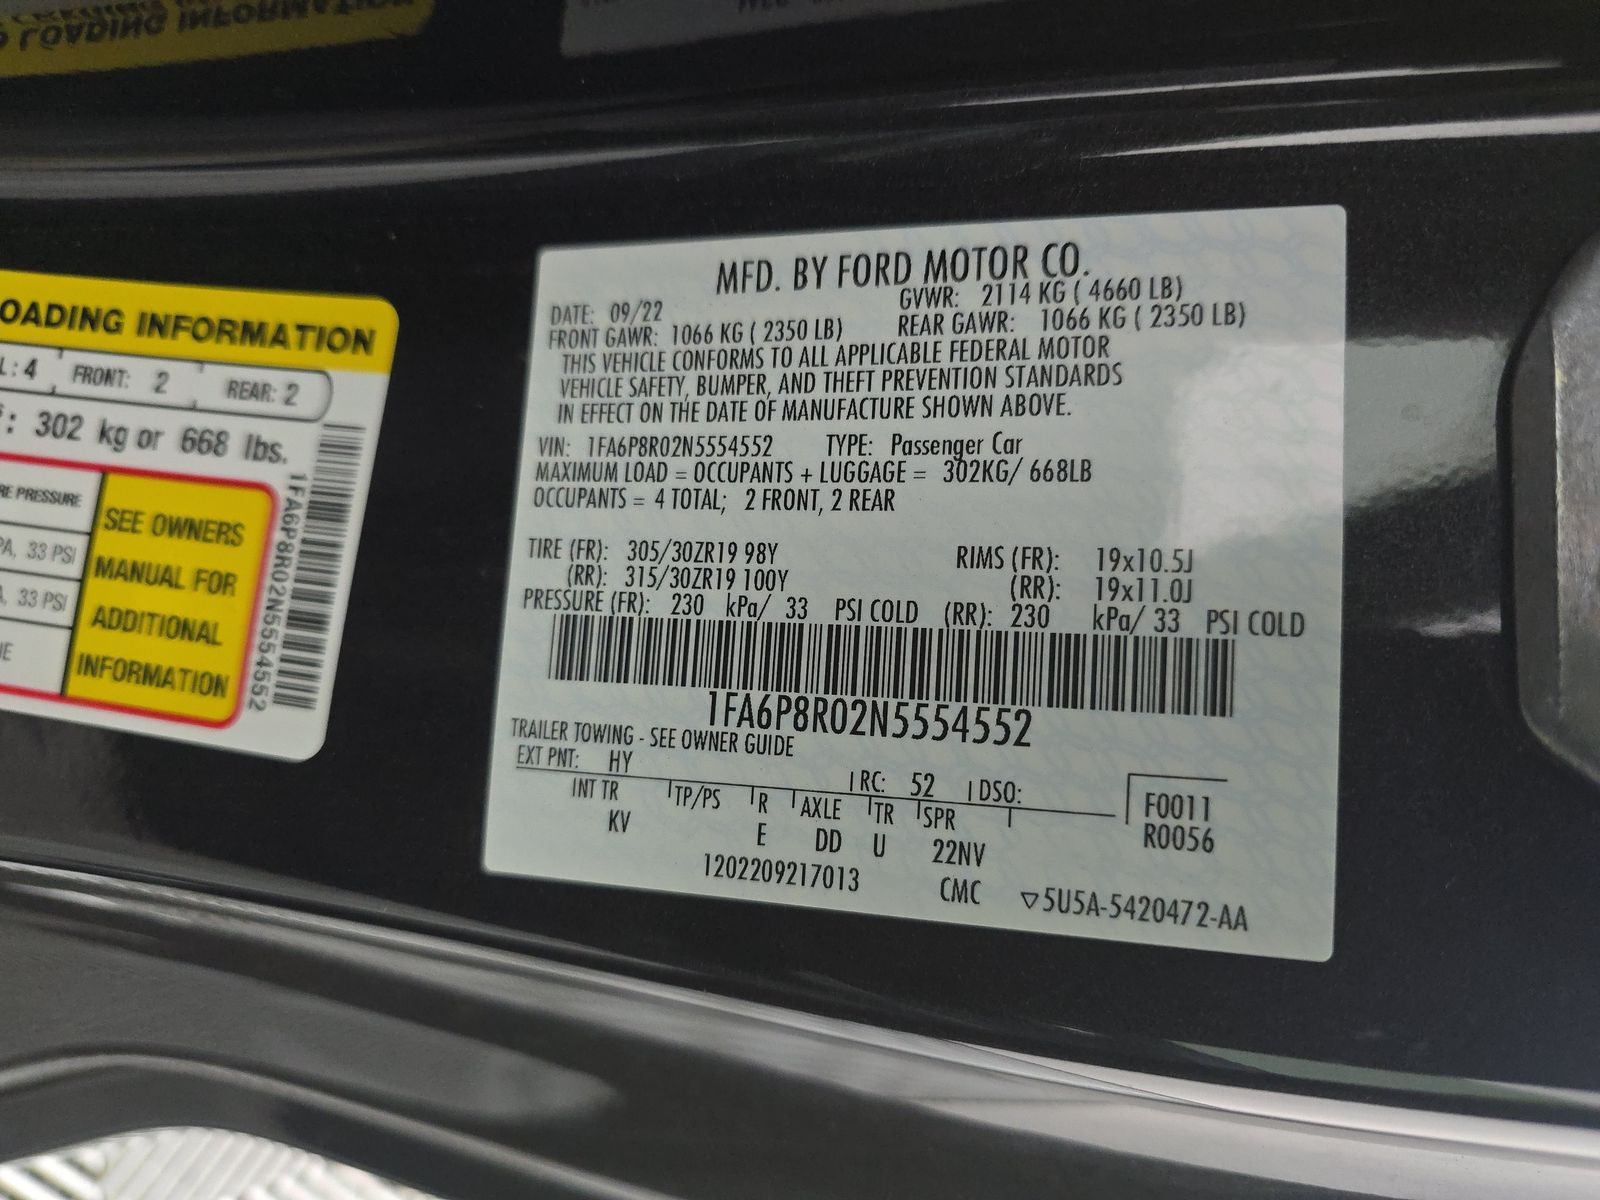 LOADING INFORMATION
OADING INFORMATION
L: 4 FRONT: 2 REAR: 2
: 302 kg or 668 lbs.
RE PRESSURE
PA, 33 PSI
A, 33 PSI
SEE OWNERS
MANUAL FOR
ADDITIONAL
INFORMATION
1FA6P8R02N5554552
MFD. BY FORD MOTOR CO.
DATE: 09/22 GVWR: 2114 KG ( 4660 LB)
FRONT GAWR: 1066 KG ( 2350 LB) REAR GAWR: 1066 KG ( 2350 LB)
THIS VEHICLE CONFORMS TO ALL APPLICABLE FEDERAL MOTOR
VEHICLE SAFETY, BUMPER, AND THEFT PREVENTION STANDARDS
IN EFFECT ON THE DATE OF MANUFACTURE SHOWN ABOVE.
VIN: 1FA6P8R02N5554552 TYPE: Passenger Car
MAXIMUM LOAD = OCCUPANTS + LUGGAGE = 302KG/ 668LB
OCCUPANTS = 4 TOTAL; 2 FRONT, 2 REAR
TIRE (FR): 305/30ZR19 98Y RIMS (FR): 19x10.5J
(RR): 315/30ZR19 100Y (RR): 19x11.0J
PRESSURE (FR): 230 kPa/ 33 PSI COLD (RR): 230 kPa/ 33 PSI COLD
1FA6P8R02N5554552
TRAILER TOWING - SEE OWNER GUIDE
EXT PNT: HY RC: 52 DSO:
INT TR TP/PS R AXLE TR SPR
KV E DD U 22NV
F0011
R0056
1202209217013 CMC ▽5U5A-5420472-AA